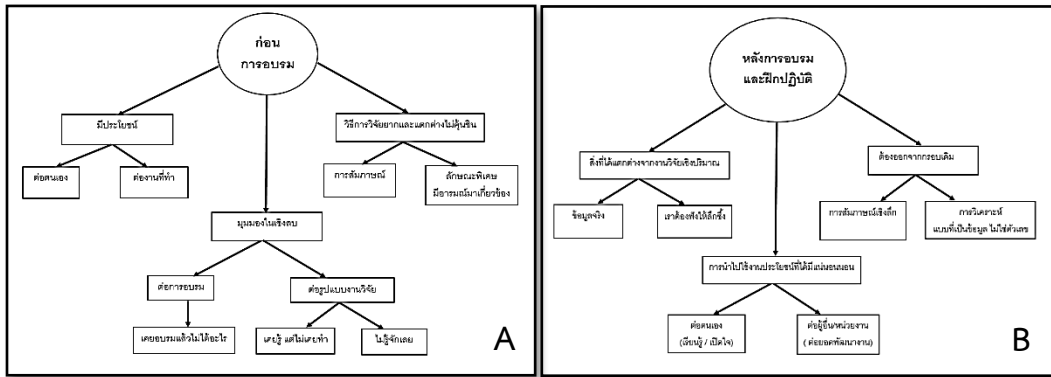 ก่อน
การอบรม
มีประโยชน์
วิธีการวิจัยยากและแตกต่างไม่คุ้นชิน
ต่อตนเอง
ต่องานที่ทำ
การสัมภาษณ์
ลักษณะพิเศษ
มีอารมณ์มาเกี่ยวข้อง
มุมมองในเชิงลบ
ต่อการอบรม
ต่อรูปแบบงานวิจัย
เคยอบรมแล้วไม่ได้อะไร
เคยรู้ แต่ไม่เคยทำ
ไม่รู้จักเลย
A
หลังการอบรม
และฝึกปฏิบัติ
สิ่งที่ได้แตกต่างจากงานวิจัยเชิงปริมาณ
ต้องออกจากกรอบเดิม
ข้อมูลจริง
เราต้องฟังให้ลึกซึ้ง
การสัมภาษณ์เชิงลึก
การวิเคราะห์
แบบที่เป็นข้อมูล ไม่ใช่ตัวเลข
การนำไปใช้งานประโยชน์ที่ได้มีแน่นอนนอน
ต่อตนเอง
(เรียนรู้ / เปิดใจ)
ต่อผู้อื่น/หน่วยงาน
( ต่อยอดพัฒนางาน)
B